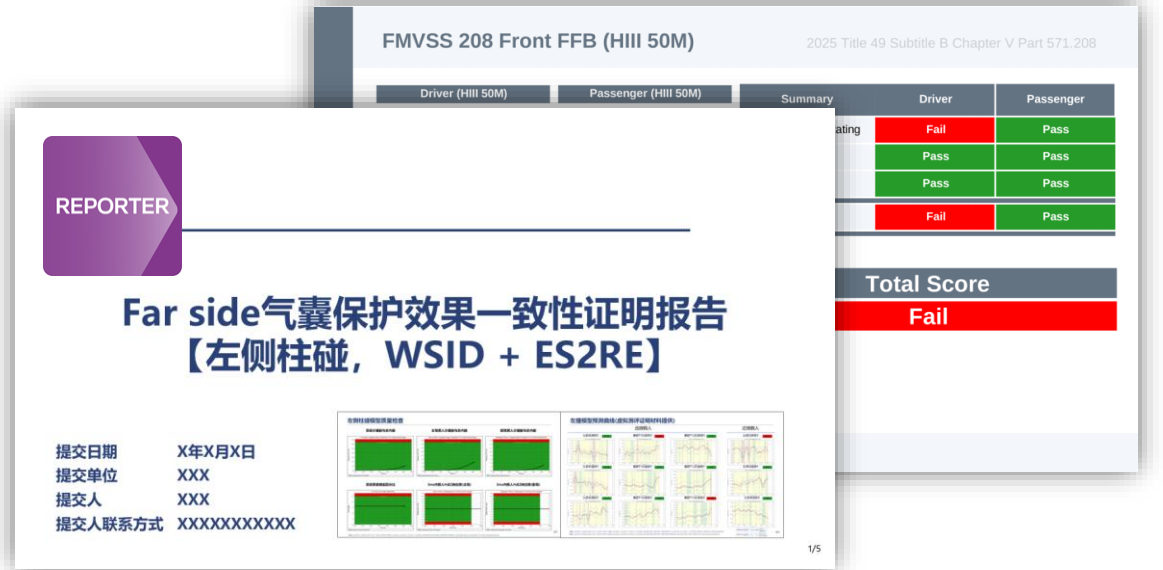 FMVSS 208 Front FFB (HIII 50M)
2025 Title 49 Subtitle B Chapter V Part 571.208
Driver (HIII 50M)
Passenger (HIII 50M)
Summary
Driver
Passenger
ating
Fail
Pass
Pass
Pass
Pass
Pass
Fail
Pass
Total Score
Fail
REPORTER
Far side气囊保护效果一致性证明报告
【左侧柱碰，WSID + ES2RE】
提交日期 X年X月X日
提交单位 XXX
提交人 XXX
提交人联系方式 XXXXXXXXXXX
1/5